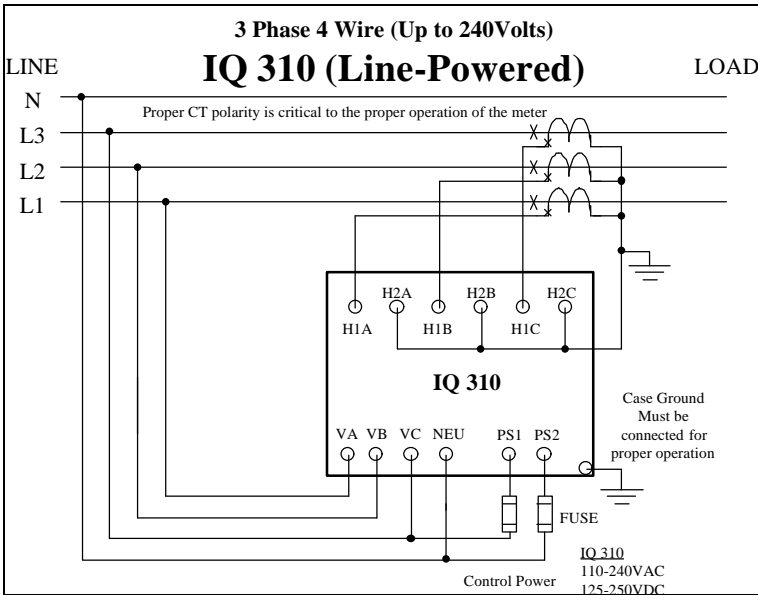 3 Phase 4 Wire (Up to 240Volts)
IQ 310 (Line-Powered)
LINE
LOAD
N
Proper CT polarity is critical to the proper operation of the meter
L3
L2
L1
H2A
H2B
H2C
H1A
H1B
H1C
IQ 310
Case Ground
Must be
connected for
proper operation
VA
VB
VC
NEU
PS1
PS2
FUSE
IQ 310
Control Power
110-240VAC
125-250VDC